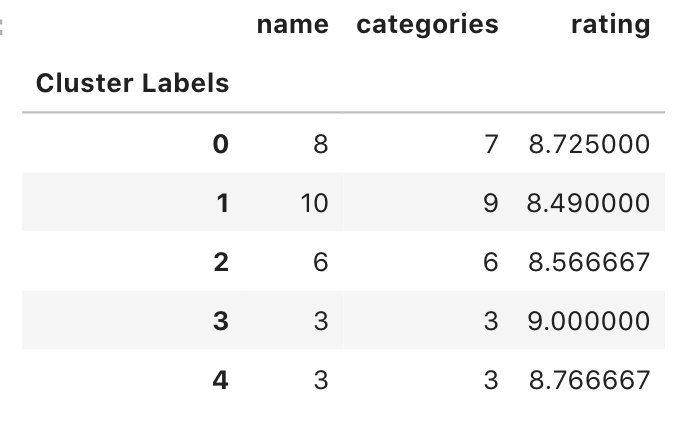 name categories rating
Cluster Labels
0 8 7 8.725000
1 10 9 8.490000
2 6 6 8.566667
3 3 3 9.000000
4 3 3 8.766667